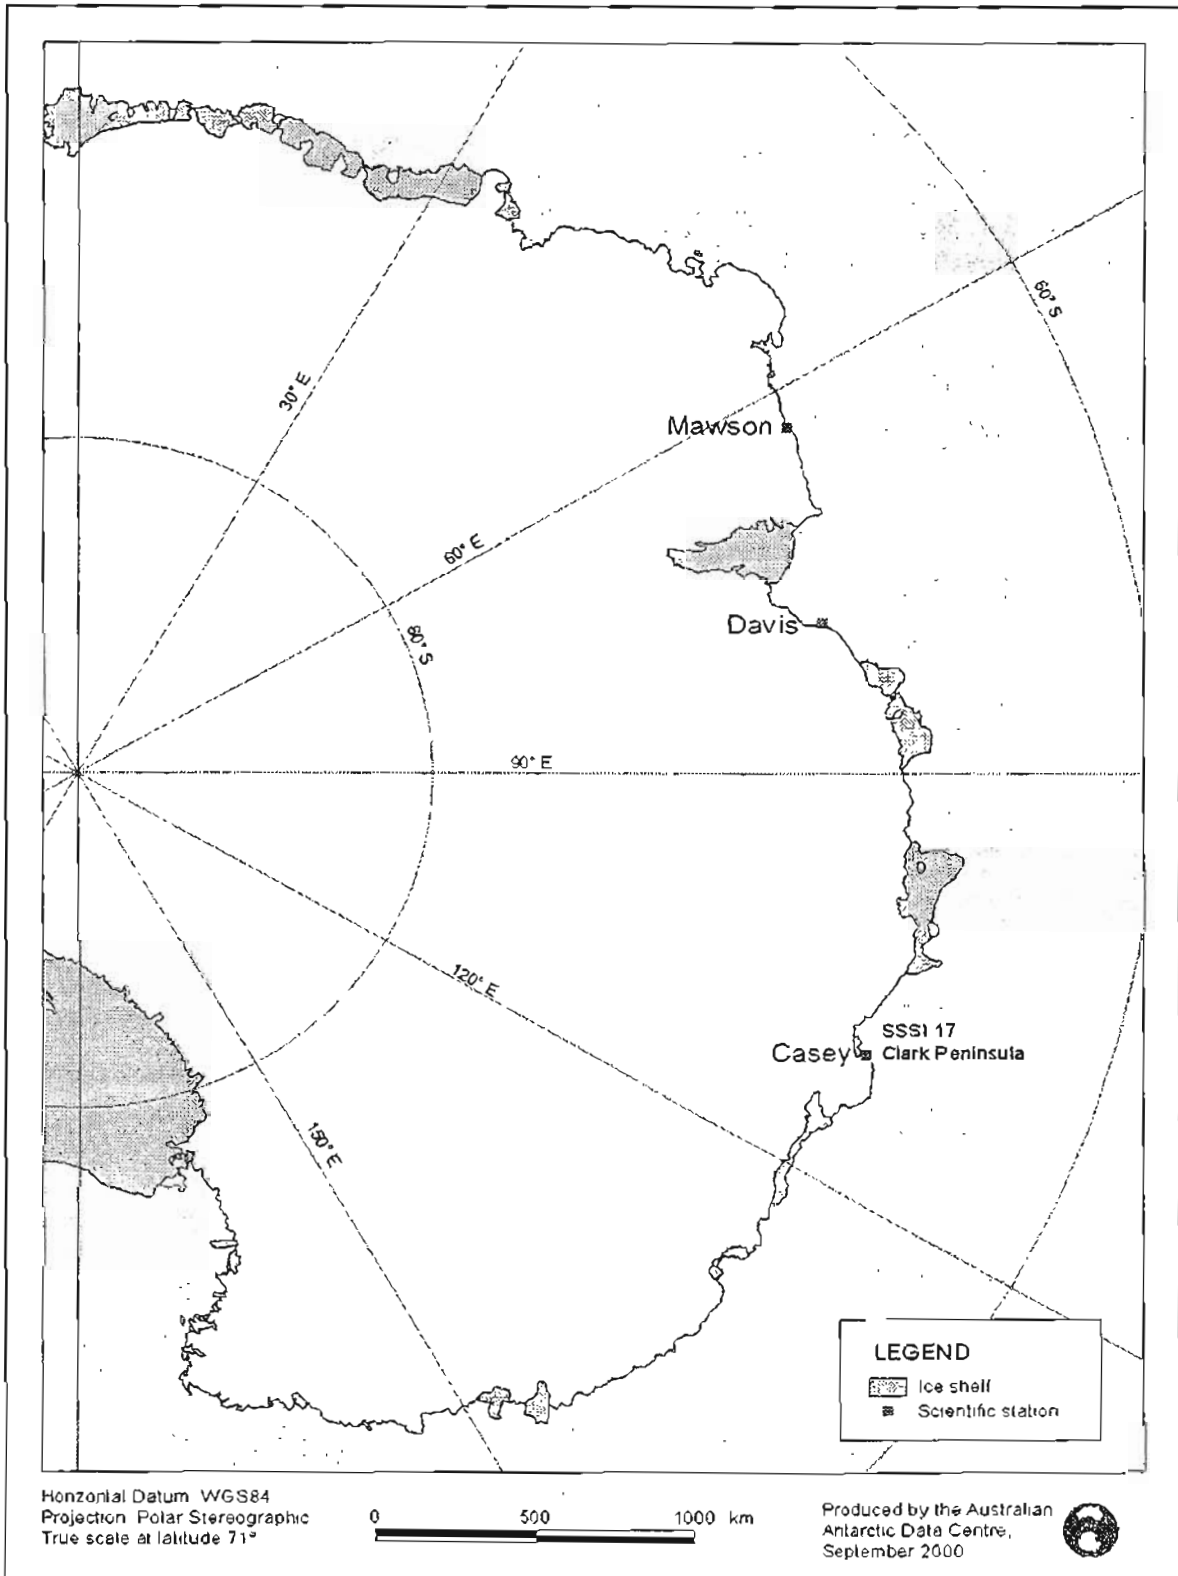 30° E
60° S
Mawson
60° E
80° S
Davis
90° E
120° E
SSSI 17
Casey
Clark Peninsula
150° E
LEGEND
Ice shelf
Scientific station
Horizontal Datum WGS84
Projection Polar Stereographic
True scale at latitude 71°
0 500 1000 km
Produced by the Australian
Antarctic Data Centre,
September 2000